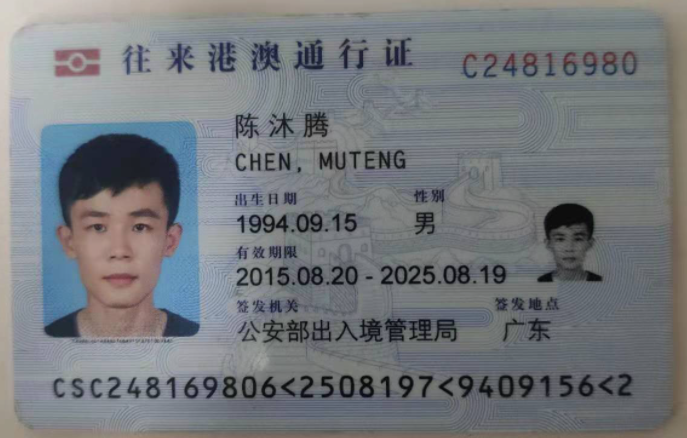 往来港澳通行证
C24816980
陈沐腾
CHEN, MUTENG
出生日期 性别
1994.09.15 男
有效期限
2015.08.20 - 2025.08.19
签发机关 签发地点
公安部出入境管理局 广东
CSC248169806<2508197<9409156<2